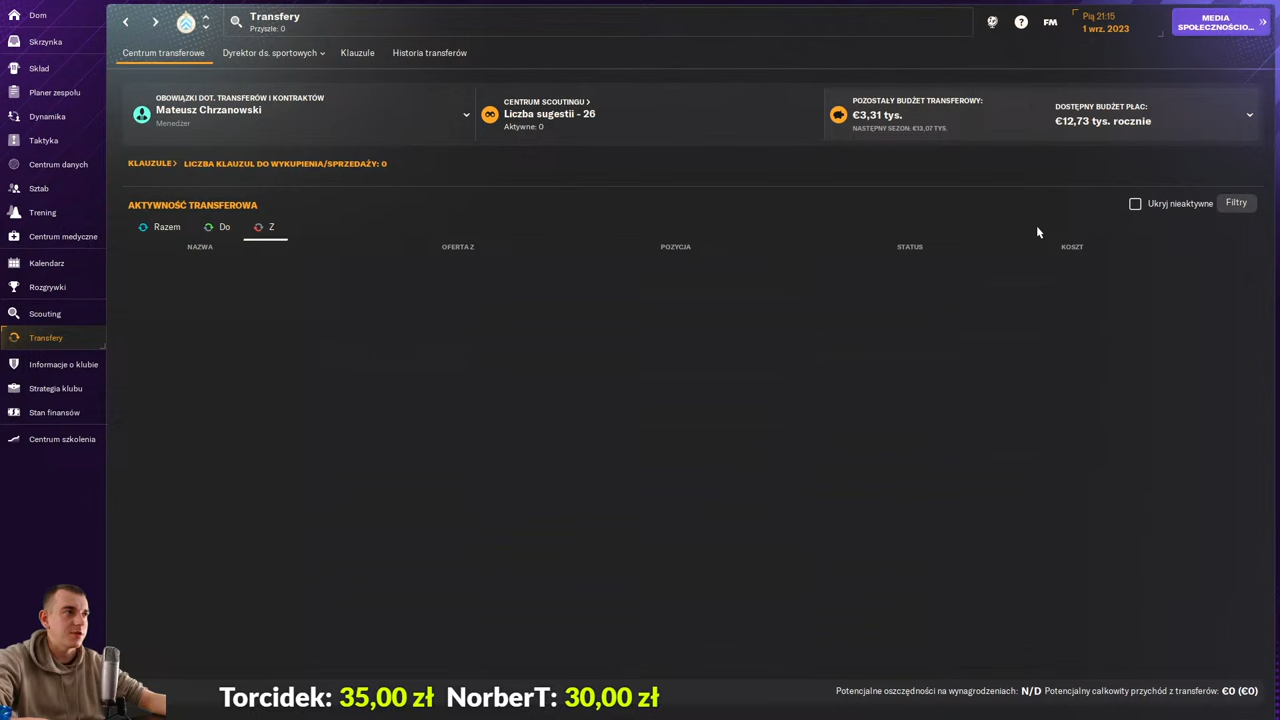 Dom
Skrzynka
Skład
Planer zespołu
Dynamika
Taktyka
Centrum danych
Sztab
Trening
Centrum medyczne
Kalendarz
Rozgrywki
Scouting
Transfery
Informacje o klubie
Strategia klubu
Stan finansów
Centrum szkolenia
Transfery
Przyszłe: 0
FM
Pią 21:15
1 wrz. 2023
MEDIA
SPOŁECZNOŚCIO...
Centrum transferowe
Dyrektor ds. sportowych
Klauzule
Historia transferów
OBOWIĄZKI DOT. TRANSFERÓW I KONTRAKTÓW
Mateusz Chrzanowski
Menedżer
CENTRUM SCOUTINGU >
Liczba sugestii - 26
Aktywne: 0
POZOSTAŁY BUDŻET TRANSFEROWY:
€3,31 tys.
NASTĘPNY SEZON: €13,07 TYS.
DOSTĘPNY BUDŻET PŁAC:
€12,73 tys. rocznie
KLAUZULE >
LICZBA KLAUZUL DO WYKUPIENIA/SPRZEDAŻY: 0
AKTYWNOŚĆ TRANSFEROWA
Ukryj nieaktywne
Filtry
Razem
Do
Z
NAZWA
OFERTA Z
POZYCJA
STATUS
KOSZT
Torcidek: 35,00 zł NorberT: 30,00 zł
Potencjalne oszczędności na wynagrodzeniach: N/D Potencjalny całkowity przychód z transferów: €0 (€0)